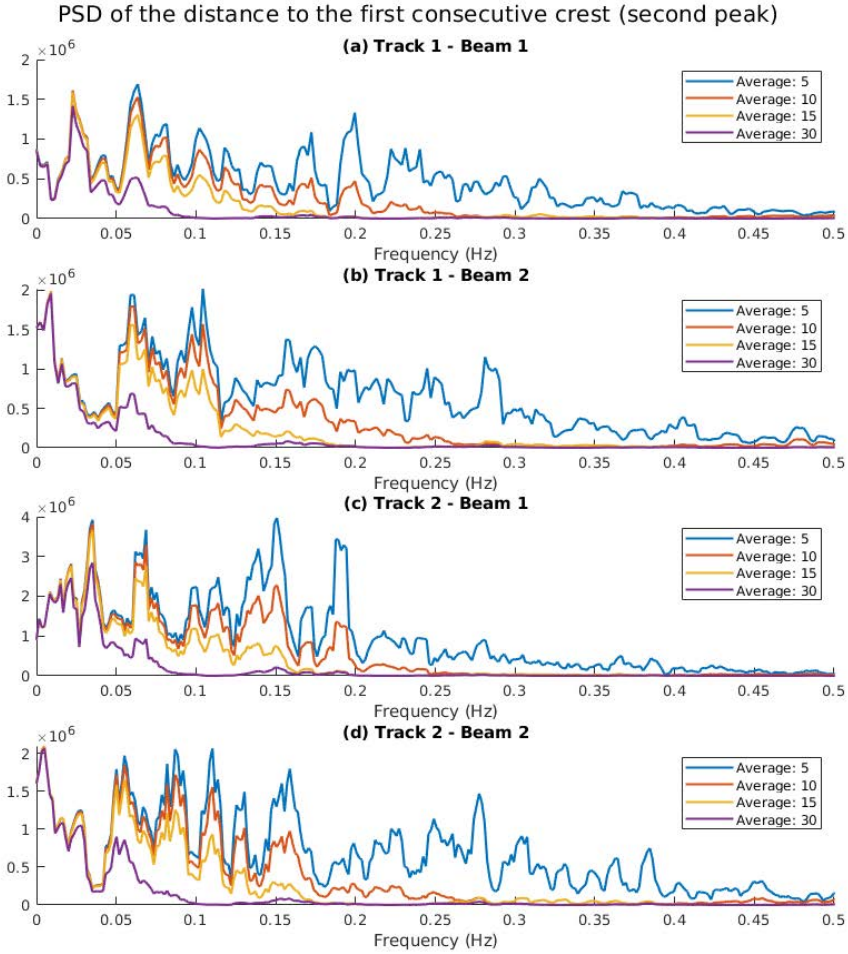 PSD of the distance to the first consecutive crest (second peak)
(a) Track 1 - Beam 1
×10⁶
2
1.5
1
0.5
0
Average: 5
Average: 10
Average: 15
Average: 30
0 0.05 0.1 0.15 0.2 0.25 0.3 0.35 0.4 0.45 0.5
Frequency (Hz)
(b) Track 1 - Beam 2
×10⁶
2
1.5
1
0.5
0
Average: 5
Average: 10
Average: 15
Average: 30
0 0.05 0.1 0.15 0.2 0.25 0.3 0.35 0.4 0.45 0.5
Frequency (Hz)
(c) Track 2 - Beam 1
×10⁶
4
3
2
1
0
Average: 5
Average: 10
Average: 15
Average: 30
0 0.05 0.1 0.15 0.2 0.25 0.3 0.35 0.4 0.45 0.5
Frequency (Hz)
(d) Track 2 - Beam 2
×10⁶
2
1.5
1
0.5
0
Average: 5
Average: 10
Average: 15
Average: 30
0 0.05 0.1 0.15 0.2 0.25 0.3 0.35 0.4 0.45 0.5
Frequency (Hz)